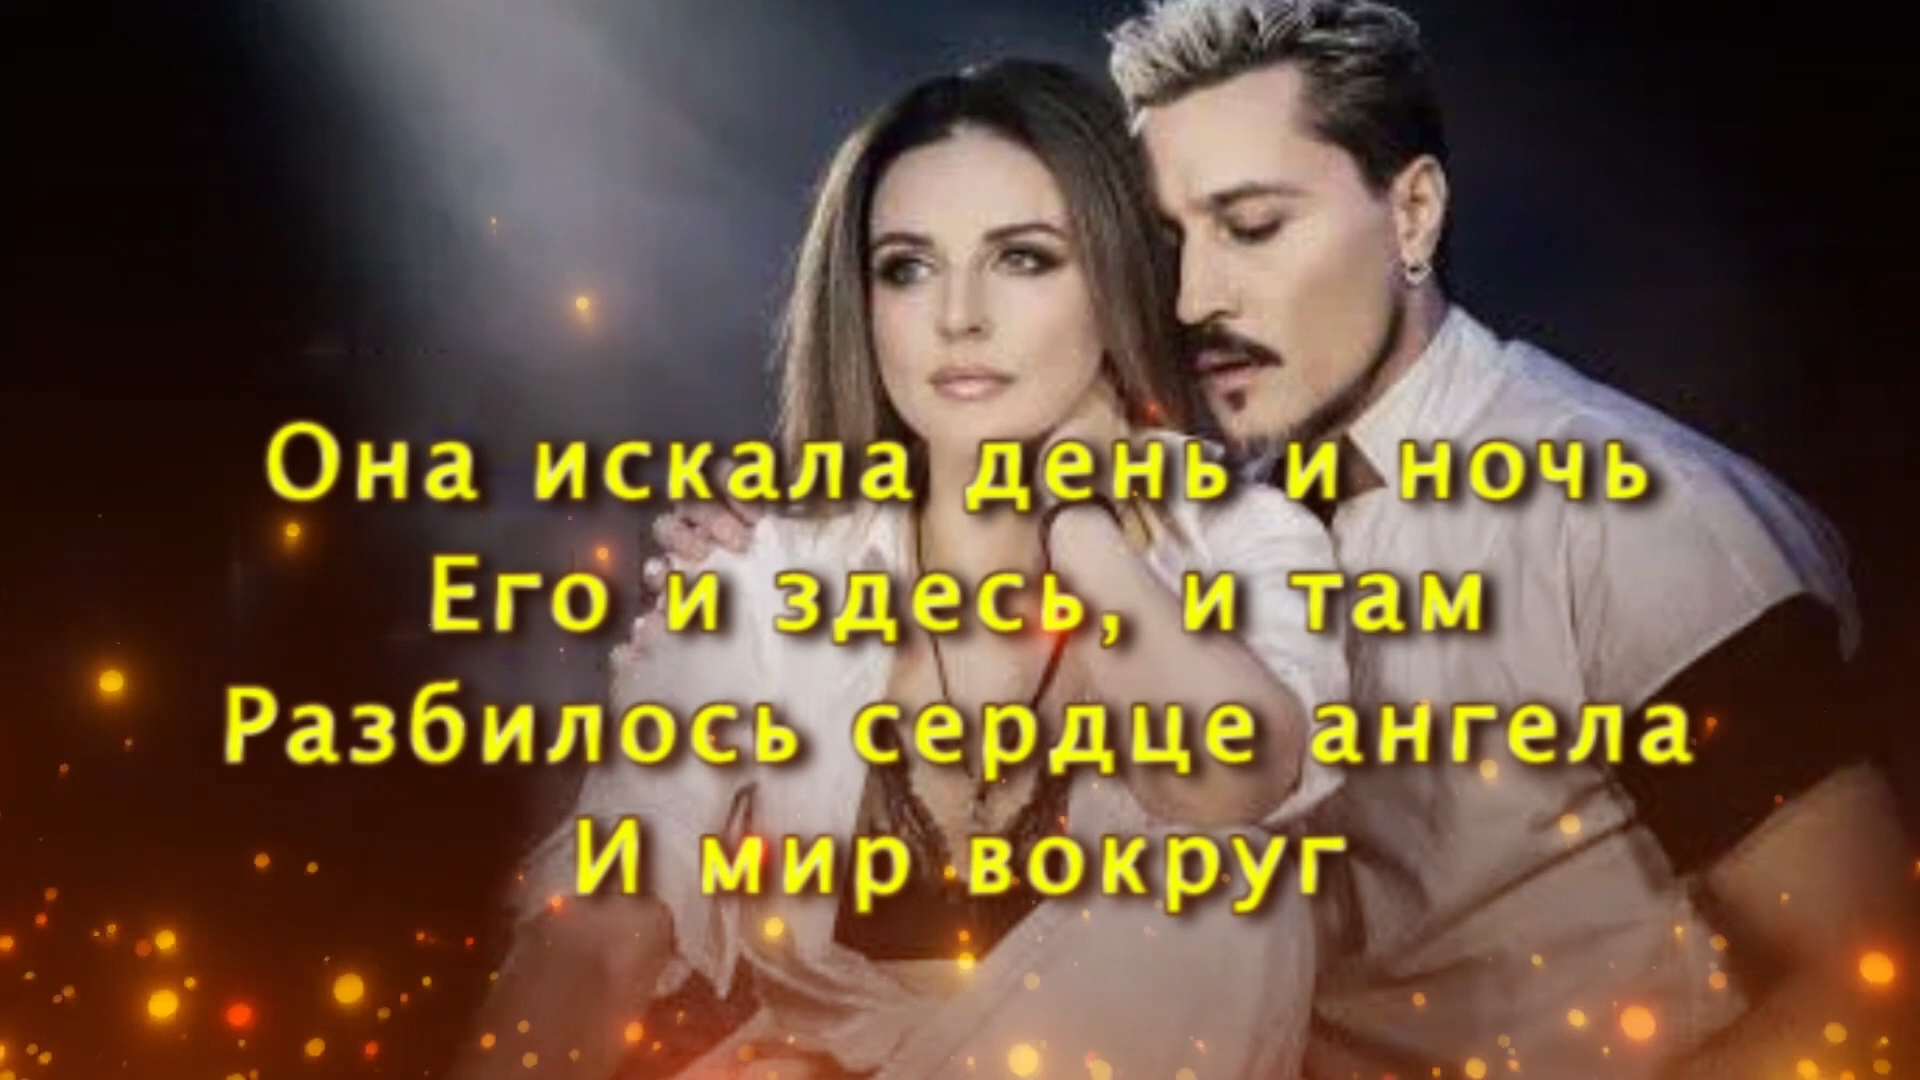 Она искала день и ночь
Его и здесь, и там
Разбилось сердце ангела
И мир вокруг